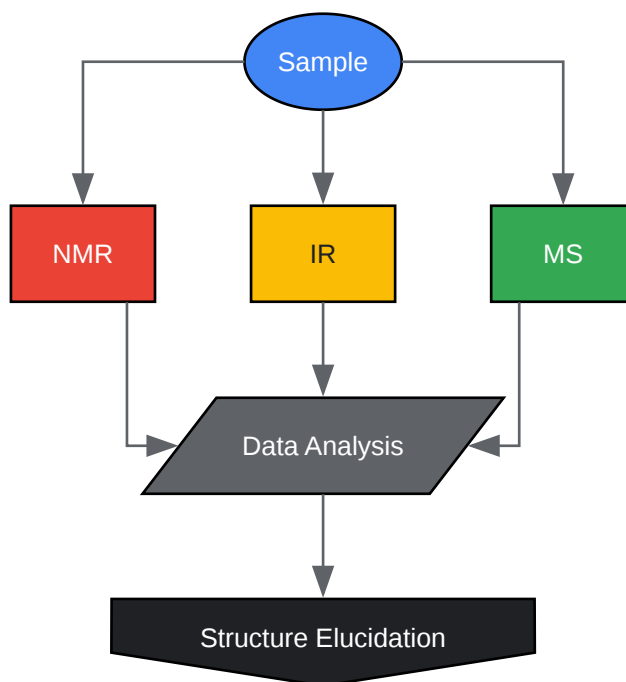 Sample
NMR
IR
MS
Data Analysis
Structure Elucidation